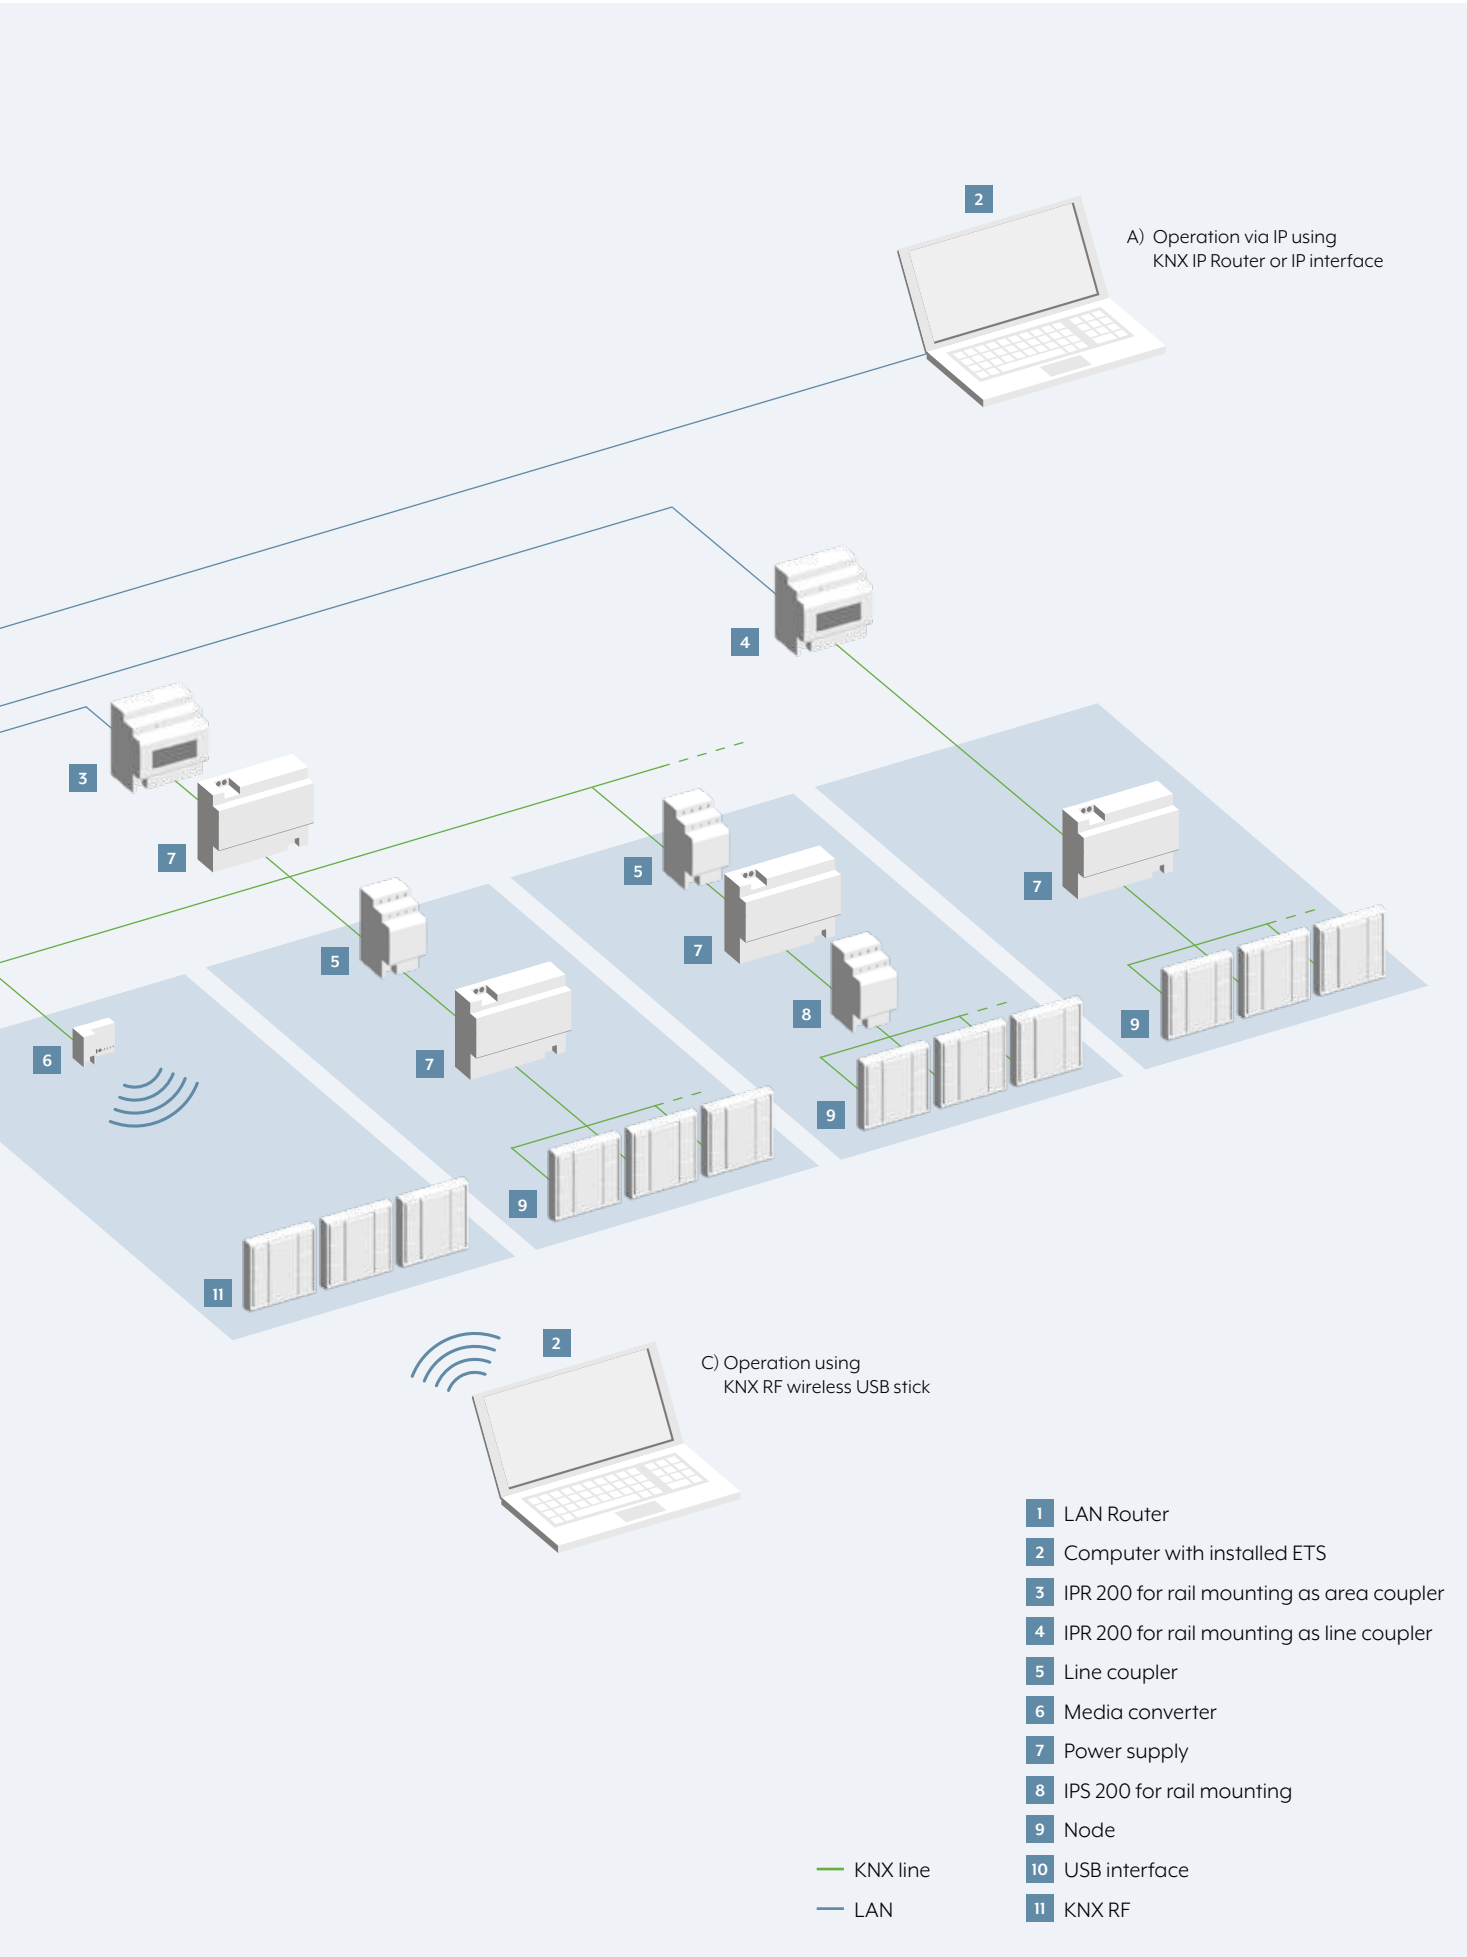 2
A) Operation via IP using
KNX IP Router or IP interface
4
3
7
5
7
5
7
8
6
7
9
9
9
11
2
C) Operation using
KNX RF wireless USB stick
1 LAN Router
2 Computer with installed ETS
3 IPR 200 for rail mounting as area coupler
4 IPR 200 for rail mounting as line coupler
5 Line coupler
6 Media converter
7 Power supply
8 IPS 200 for rail mounting
9 Node
KNX line
10 USB interface
LAN
11 KNX RF